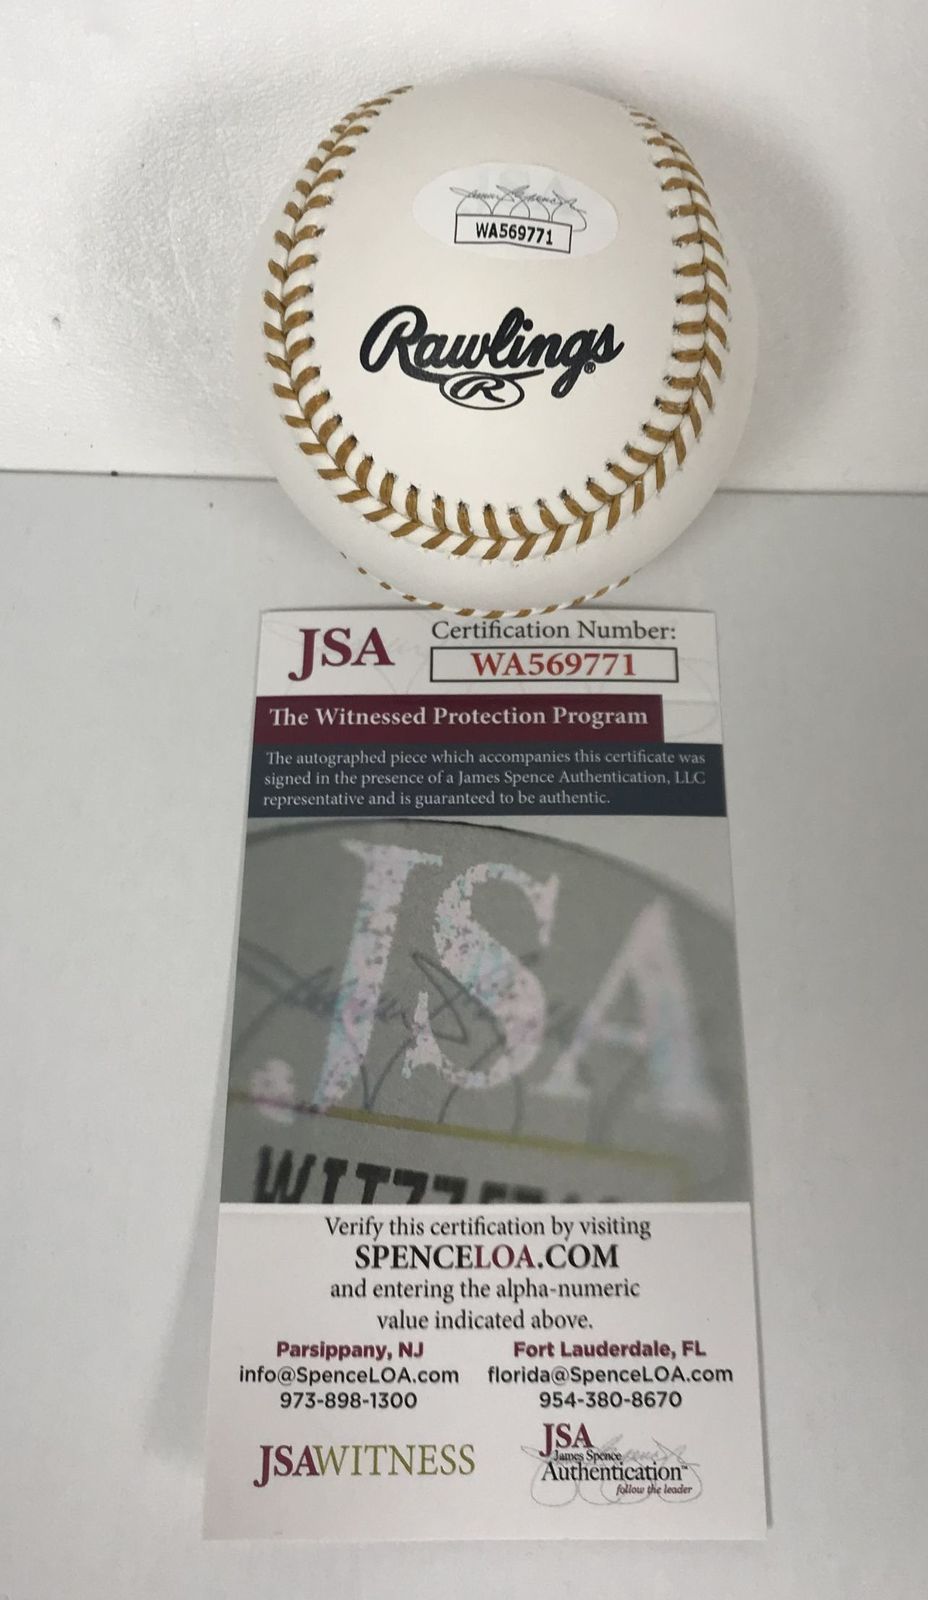 WA569771
Rawlings®
R
JSA
Certification Number:
WA569771
The Witnessed Protection Program
The autographed piece which accompanies this certificate was
signed in the presence of a James Spence Authentication, LLC
representative and is guaranteed to be authentic.
JSA
Verify this certification by visiting
SPENCELOA.COM
and entering the alpha-numeric
value indicated above.
Parsippany, NJ
info@SpenceLOA.com
973-898-1300
Fort Lauderdale, FL
florida@SpenceLOA.com
954-380-8670
JSAWITNESS
JSA
James Spence
Authentication™
follow the leader